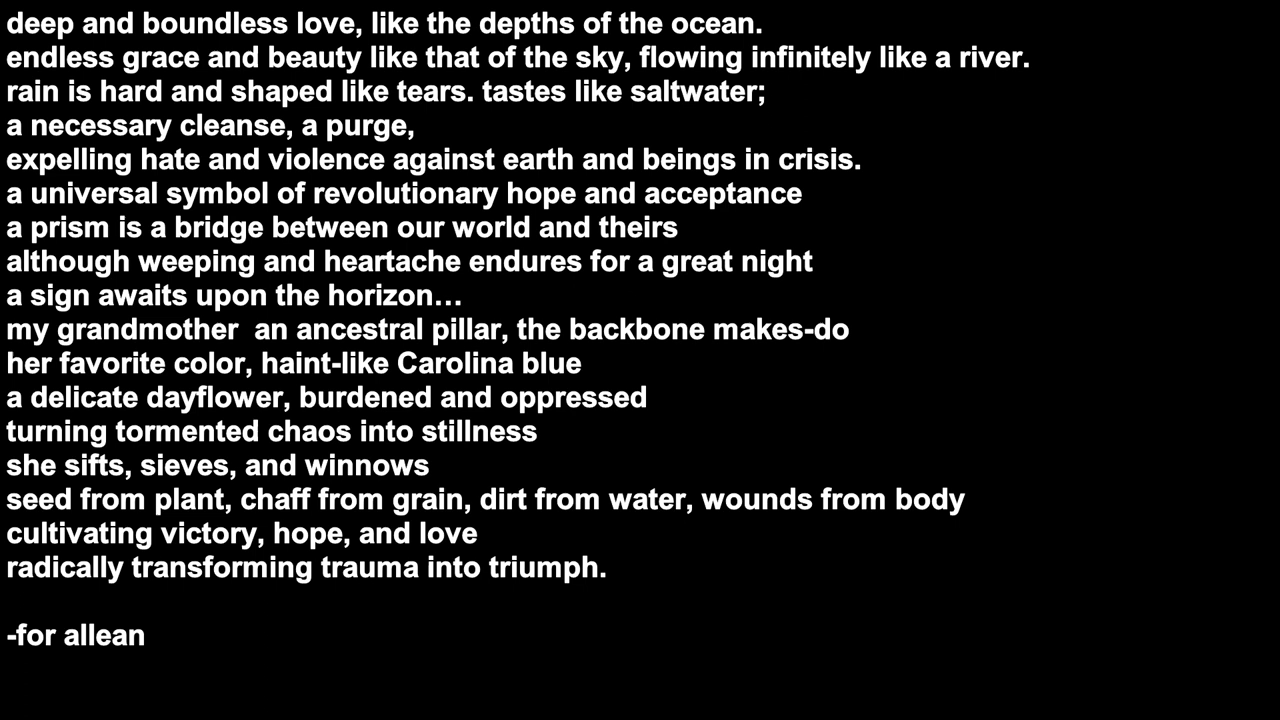 deep and boundless love, like the depths of the ocean.
endless grace and beauty like that of the sky, flowing infinitely like a river.
rain is hard and shaped like tears. tastes like saltwater;
a necessary cleanse, a purge,
expelling hate and violence against earth and beings in crisis.
a universal symbol of revolutionary hope and acceptance
a prism is a bridge between our world and theirs
although weeping and heartache endures for a great night
a sign awaits upon the horizon…
my grandmother  an ancestral pillar, the backbone makes-do
her favorite color, haint-like Carolina blue
a delicate dayflower, burdened and oppressed
turning tormented chaos into stillness
she sifts, sieves, and winnows
seed from plant, chaff from grain, dirt from water, wounds from body
cultivating victory, hope, and love
radically transforming trauma into triumph.

-for allean